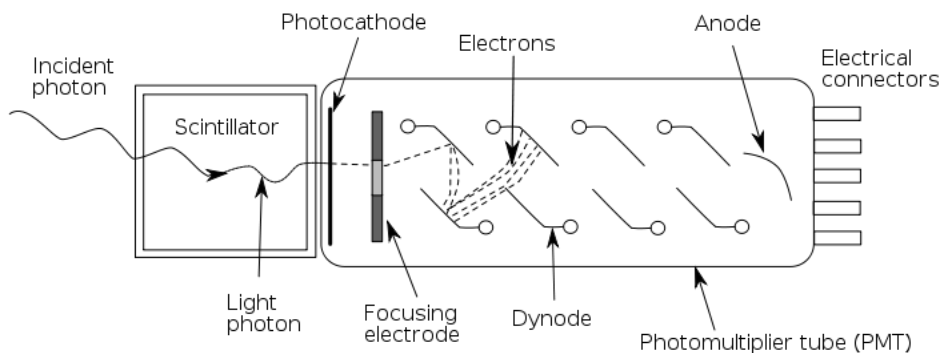 Photocathode
Anode
Electrons
Incident
photon
Electrical
connectors
Scintillator
Light
photon
Focusing
electrode
Dynode
Photomultiplier tube (PMT)